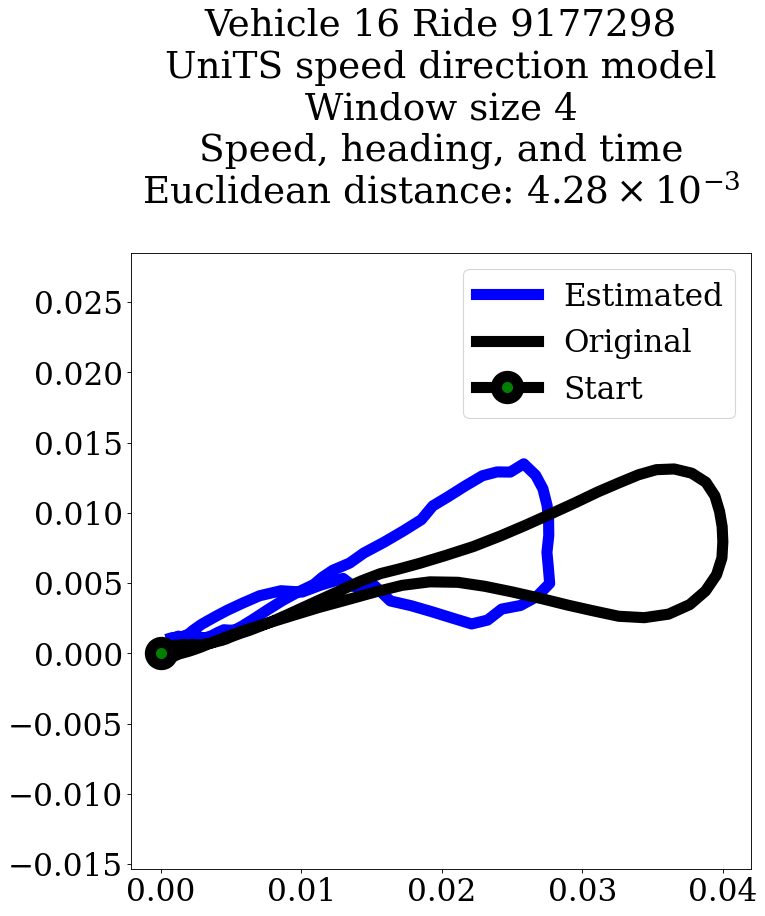 Vehicle 16 Ride 9177298
UniTS speed direction model
Window size 4
Speed, heading, and time
Euclidean distance: 4.28 × 10⁻³
Estimated
Original
Start
0.025
0.020
0.015
0.010
0.005
0.000
−0.005
−0.010
−0.015
0.00 0.01 0.02 0.03 0.04